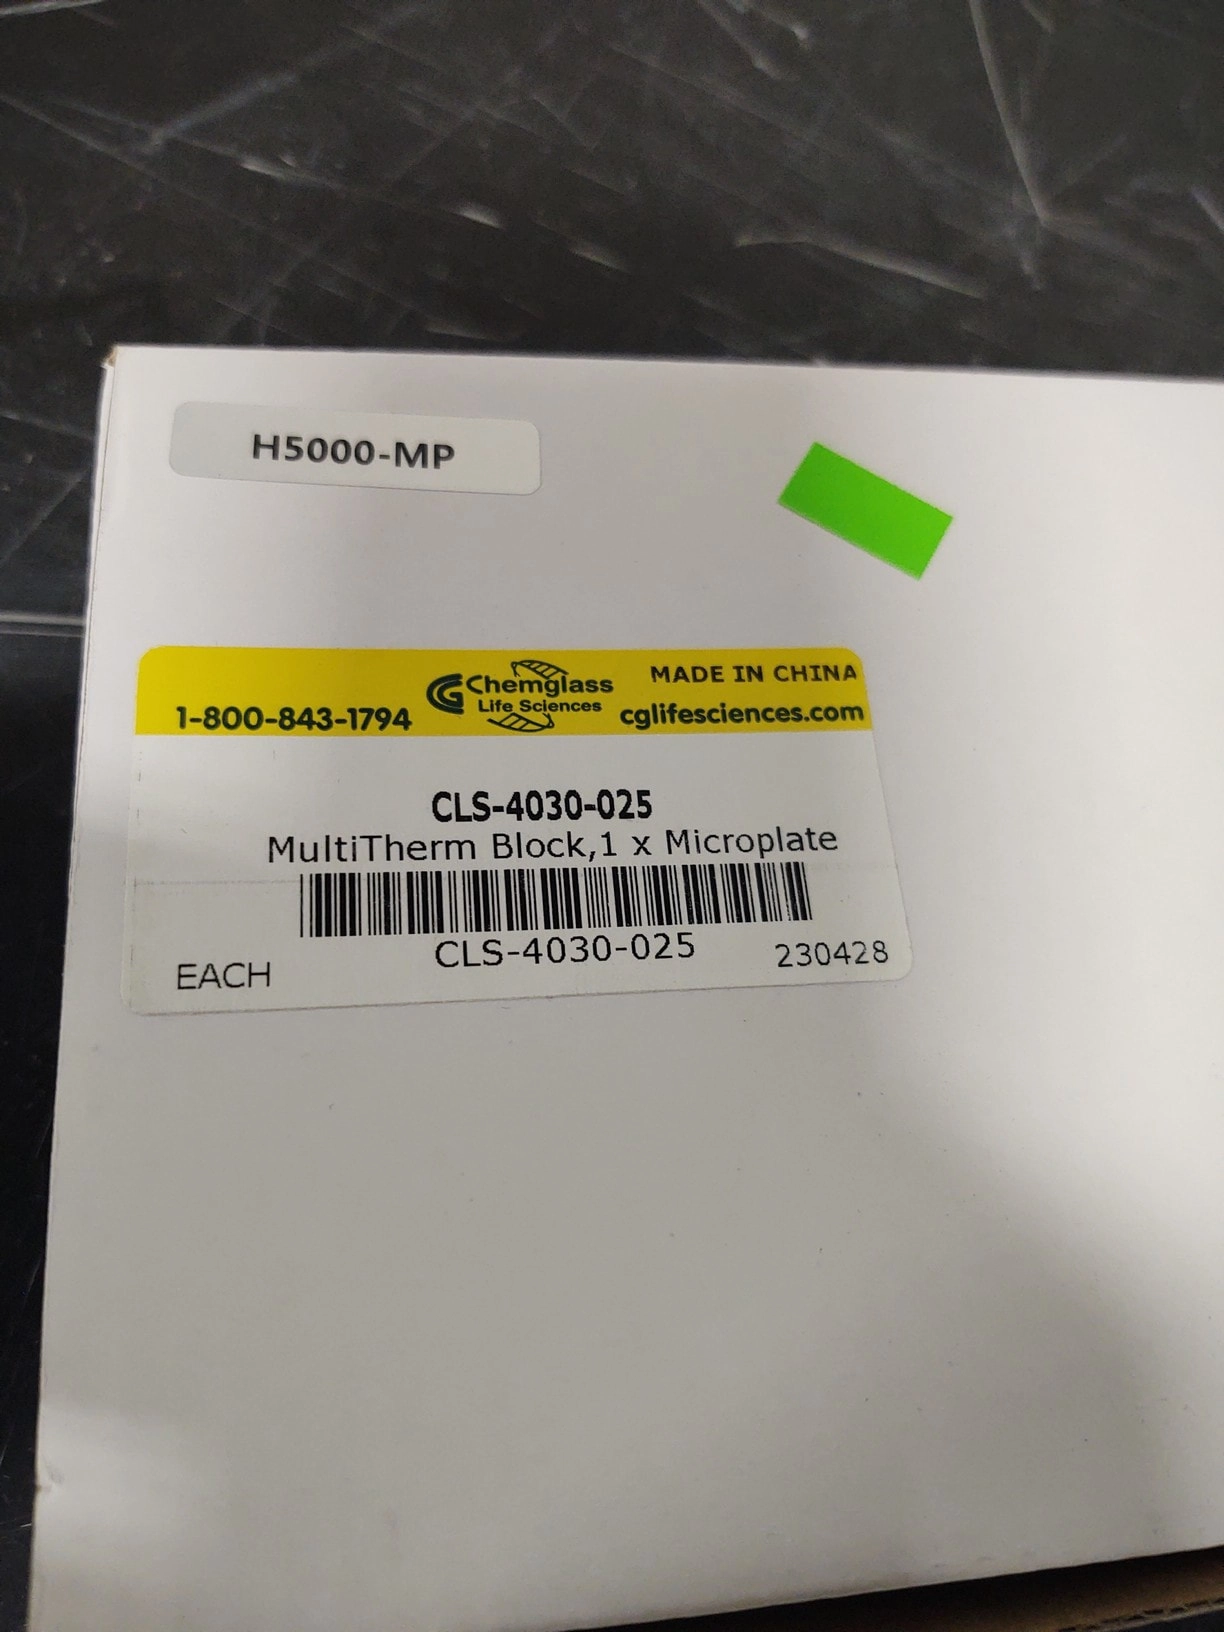 H5000-MP
1-800-843-1794
CG Chemglass
Life Sciences
MADE IN CHINA
cglifesciences.com
CLS-4030-025
MultiTherm Block,1 x Microplate
CLS-4030-025
EACH
230428